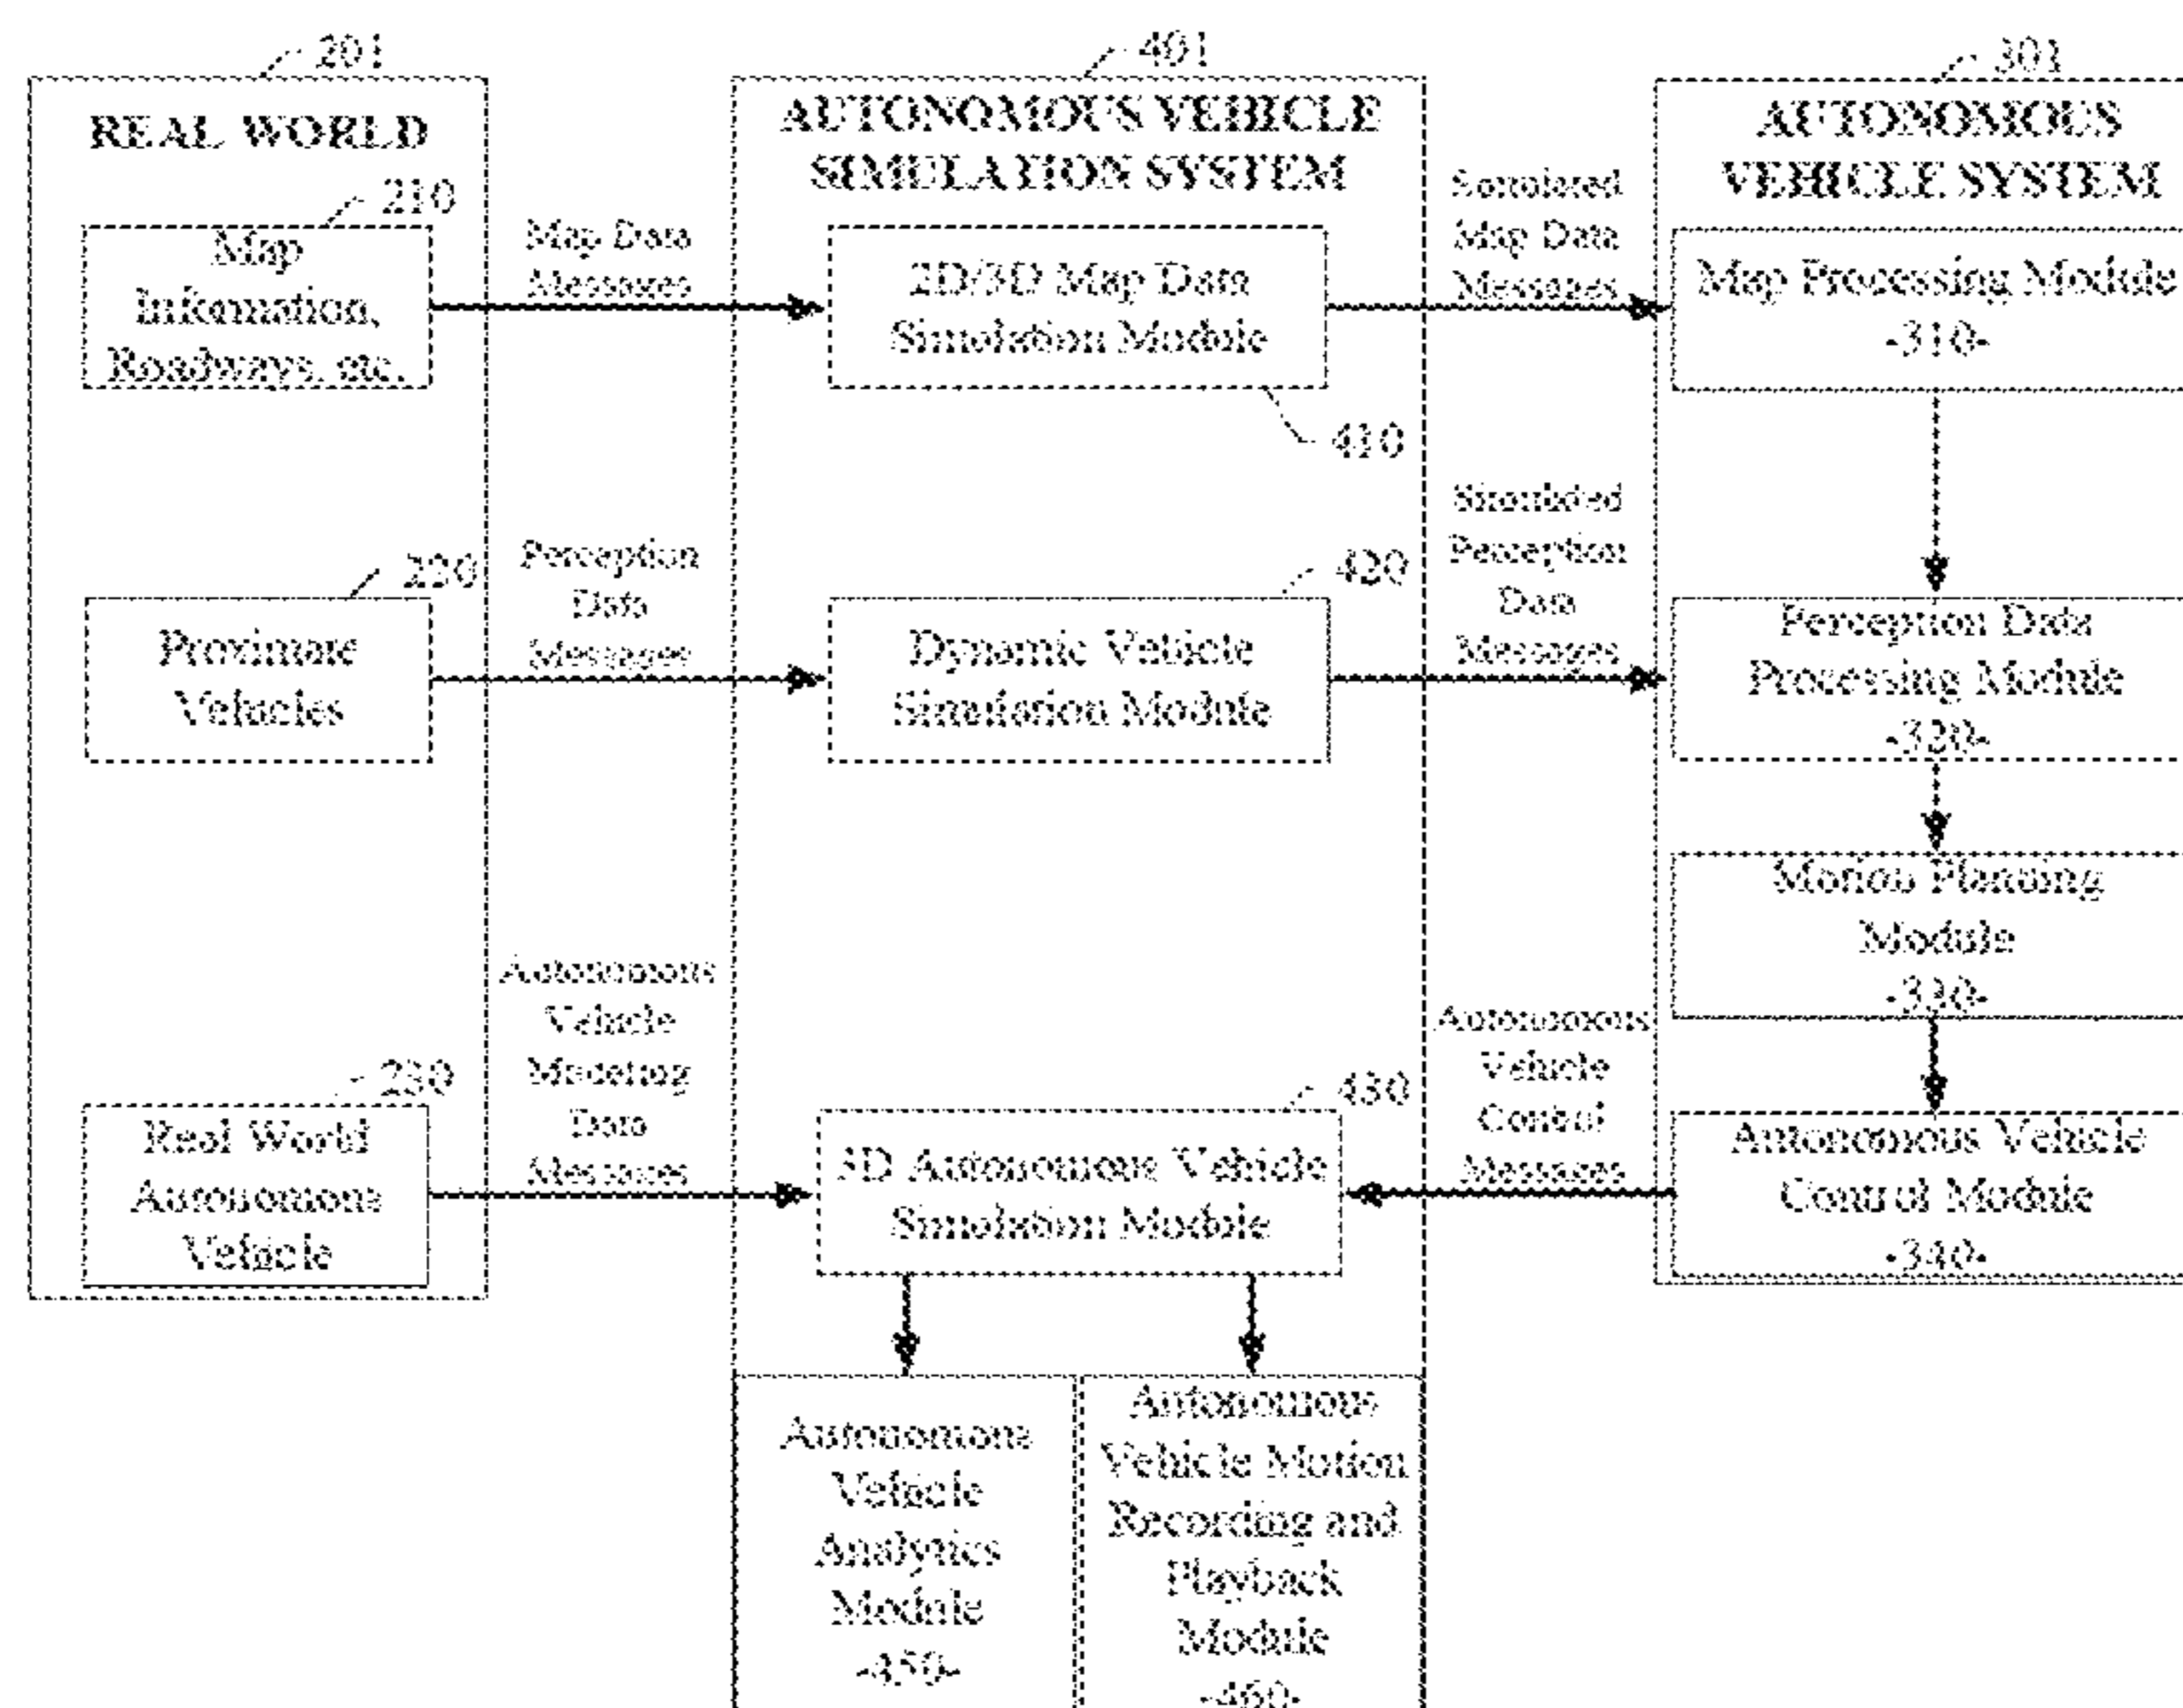 201
REAL WORLD
210
Map
Information,
Roadways, etc.
Map Data
Messages
220
Proximate
Vehicles
Perception
Data
Messages
230
Real World
Autonomous
Vehicle
Autonomous
Vehicle
Modeling
Data
Messages
401
AUTONOMOUS VEHICLE
SIMULATION SYSTEM
2D/3D Map Data
Simulation Module
410
420
Dynamic Vehicle
Simulation Module
430
3D Autonomous Vehicle
Simulation Module
Autonomous
Vehicle
Analytics
Module
-450-
Autonomous
Vehicle Motion
Recording and
Playback
Module
-460-
Simulated
Map Data
Messages
Simulated
Perception
Data
Messages
Autonomous
Vehicle
Control
Messages
301
AUTONOMOUS
VEHICLE SYSTEM
Map Processing Module
-310-
Perception Data
Processing Module
-320-
Motion Planning
Module
-330-
Autonomous Vehicle
Control Module
-340-